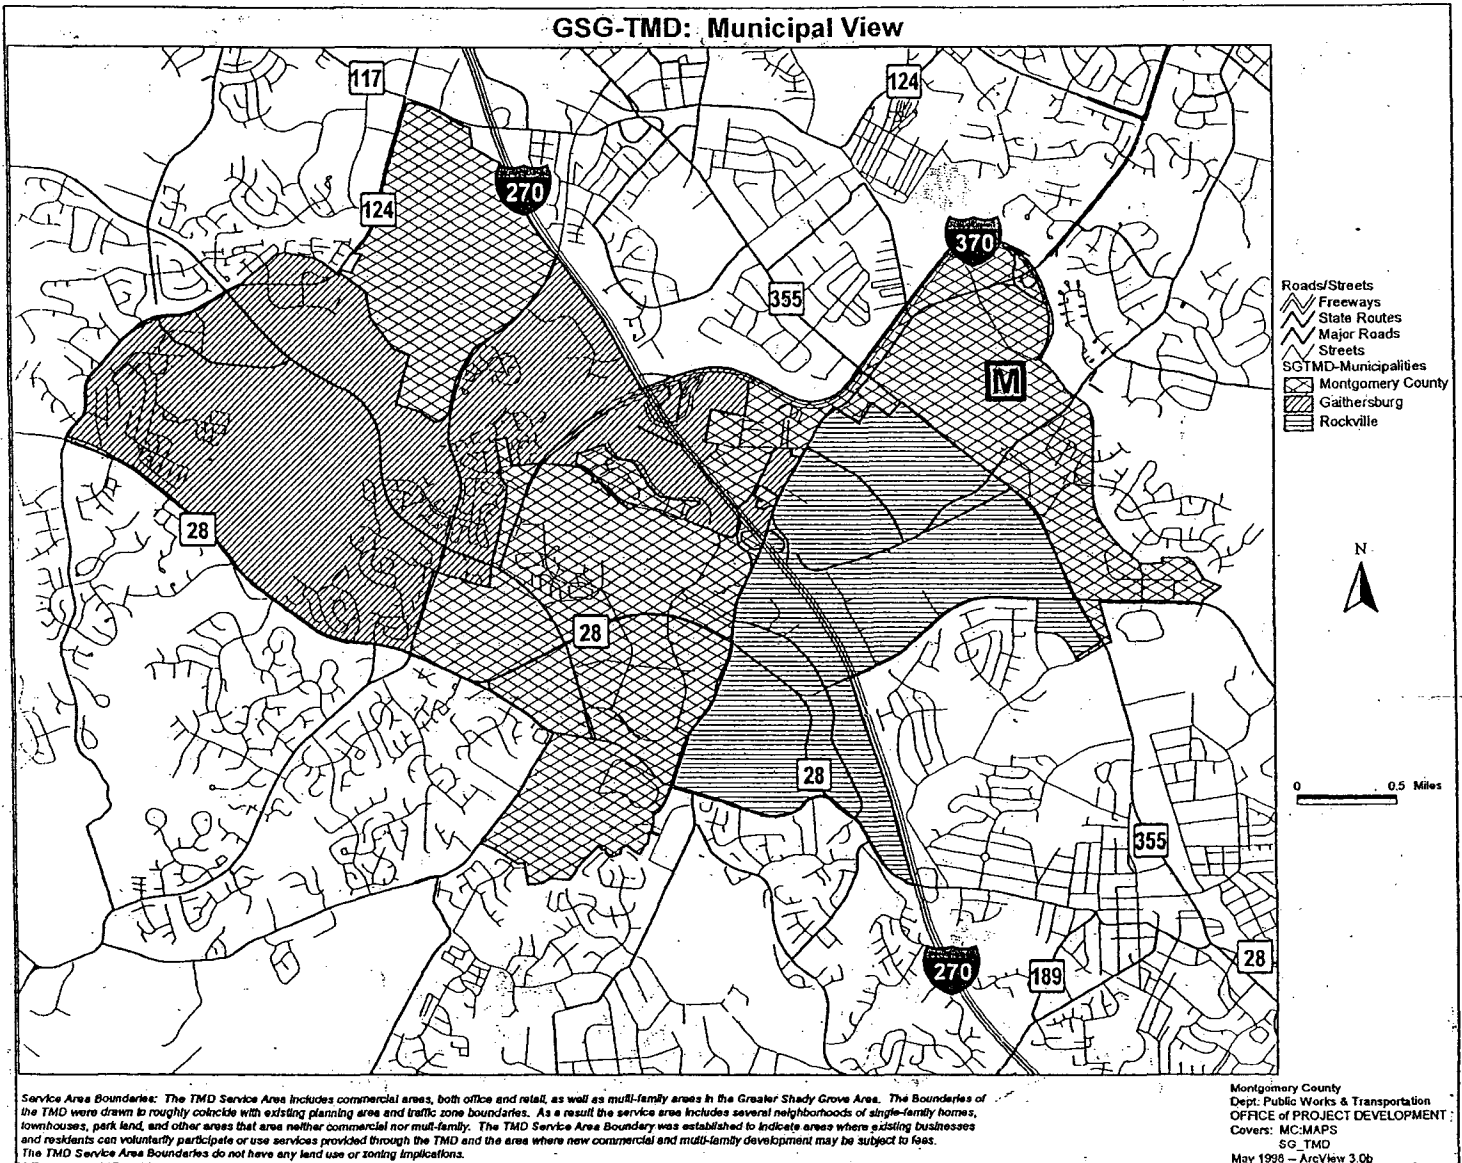 GSG-TMD: Municipal View
117
124
270
124
370
355
M
28
28
28
355
270
189
28
Roads/Streets
Freeways
State Routes
Major Roads
Streets
SGTMD-Municipalities
Montgomery County
Gaithersburg
Rockville
N
0 0.5 Miles
Service Area Boundaries: The TMD Service Area includes commercial areas, both office and retail, as well as multi-family areas in the Greater Shady Grove Area. The Boundaries of
the TMD were drawn to roughly coincide with existing planning area and traffic zone boundaries. As a result the service area includes several neighborhoods of single-family homes,
townhouses, park land, and other areas that area neither commercial nor mult-family. The TMD Service Area Boundary was established to indicate areas where existing businesses
and residents can voluntarily participate or use services provided through the TMD and the area where new commercial and multi-family development may be subject to fees.
The TMD Service Area Boundaries do not have any land use or zoning implications.
Montgomery County
Dept: Public Works & Transportation
OFFICE of PROJECT DEVELOPMENT
Covers: MC:MAPS
SG_TMD
May 1998 – ArcView 3.0b